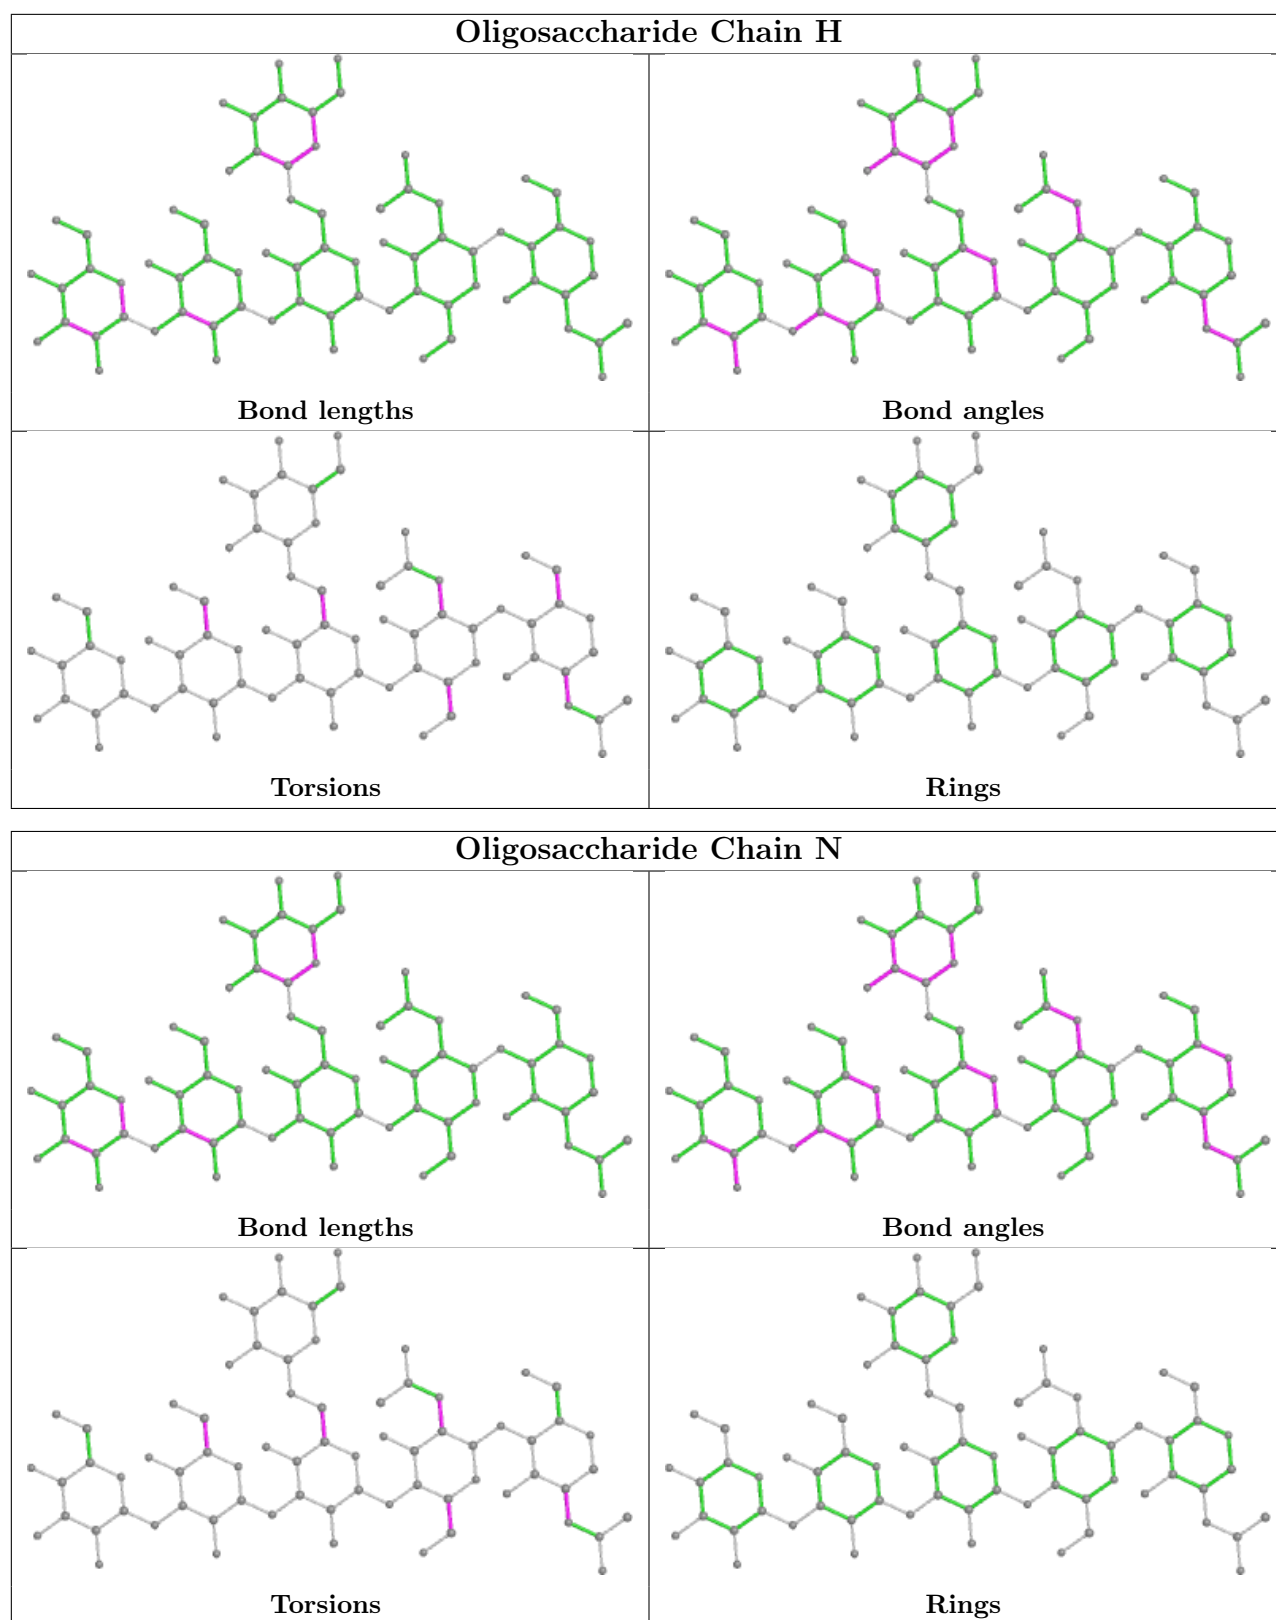 Oligosaccharide Chain H
Bond lengths
Bond angles
Torsions
Rings
Oligosaccharide Chain N
Bond lengths
Bond angles
Torsions
Rings